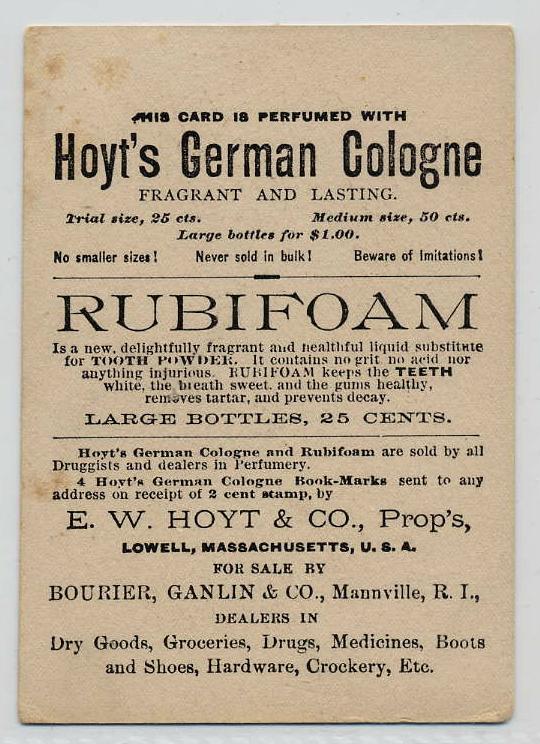 THIS CARD IS PERFUMED WITH
Hoyt's German Cologne
FRAGRANT AND LASTING.
Trial size, 25 cts. Medium size, 50 cts.
Large bottles for $1.00.
No smaller sizes! Never sold in bulk! Beware of Imitations!
RUBIFOAM
Is a new, delightfully fragrant and healthful liquid substitute
for TOOTH POWDER. It contains no grit no acid nor
anything injurious. RUBIFOAM keeps the TEETH
white, the breath sweet, and the gums healthy,
removes tartar, and prevents decay.
LARGE BOTTLES, 25 CENTS.
Hoyt's German Cologne and Rubifoam are sold by all
Druggists and dealers in Perfumery.
4 Hoyt's German Cologne Book-Marks sent to any
address on receipt of 2 cent stamp, by
E. W. HOYT & CO., Prop's,
LOWELL, MASSACHUSETTS, U. S. A.
FOR SALE BY
BOURIER, GANLIN & CO., Mannville, R. I.,
DEALERS IN
Dry Goods, Groceries, Drugs, Medicines, Boots
and Shoes, Hardware, Crockery, Etc.